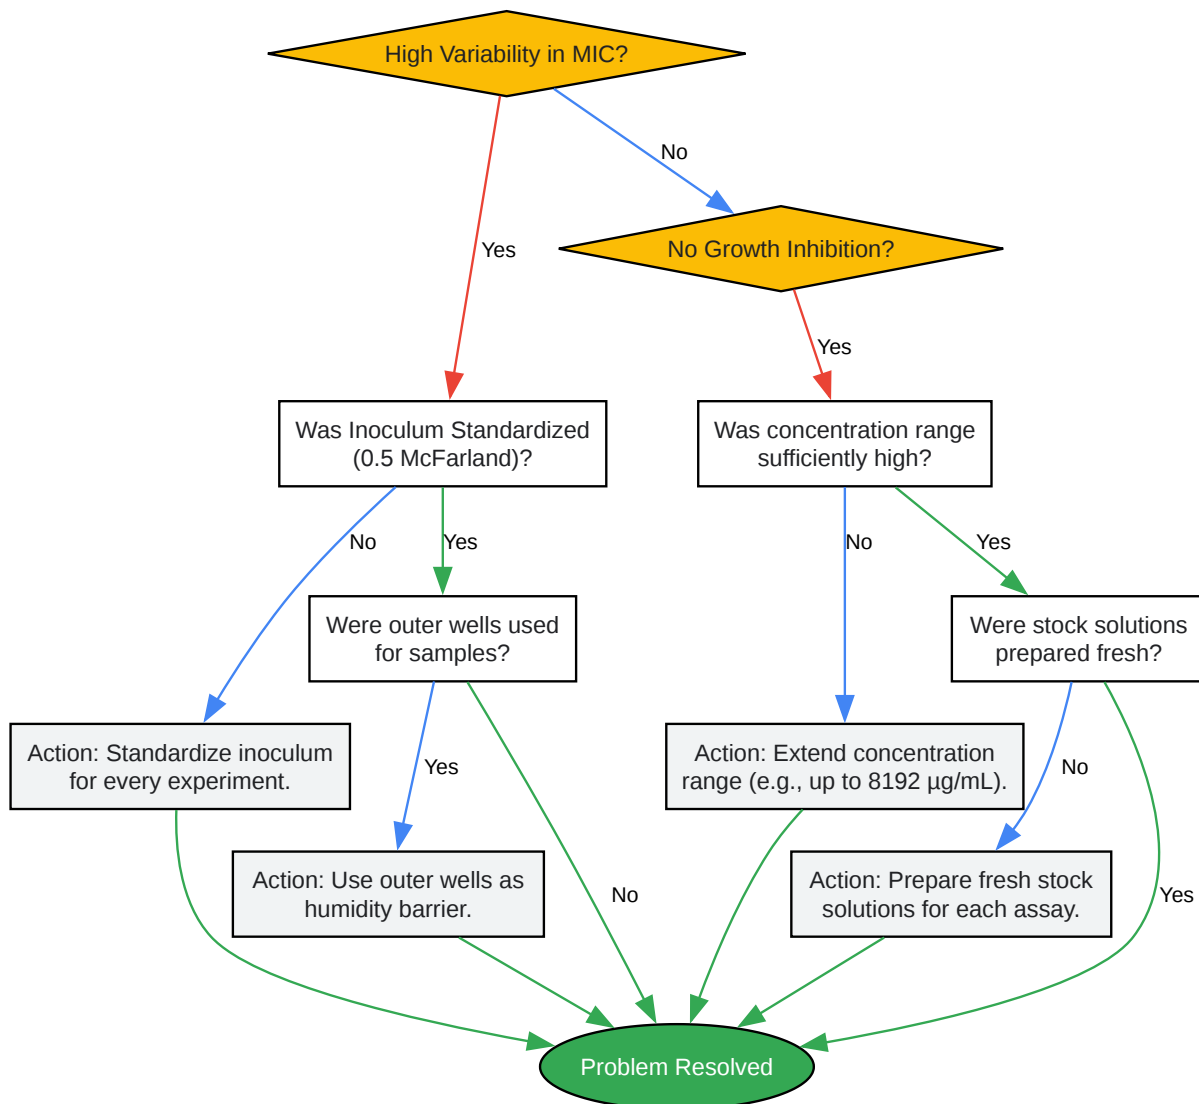 High Variability in MIC?
No
Yes
No Growth Inhibition?
Yes
Was Inoculum Standardized
(0.5 McFarland)?
Was concentration range
sufficiently high?
No
Yes
No
Yes
Were outer wells used
for samples?
Were stock solutions
prepared fresh?
Action: Standardize inoculum
for every experiment.
Yes
Action: Extend concentration
range (e.g., up to 8192 µg/mL).
No
Action: Use outer wells as
humidity barrier.
No
Action: Prepare fresh stock
solutions for each assay.
Yes
Problem Resolved